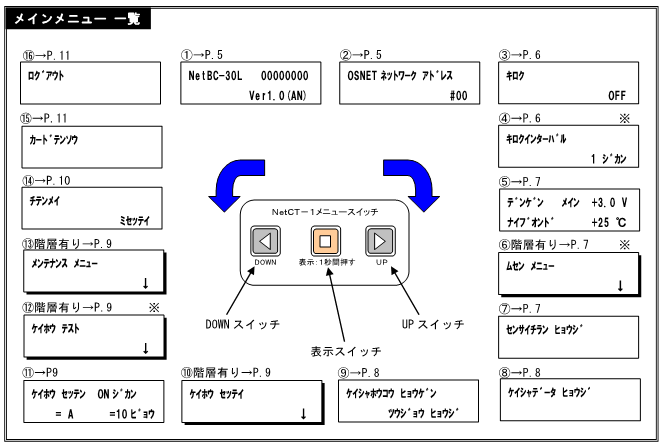 メインメニュー 一覧
①→P.5
NetBC-30L 00000000
Ver1.0(AN)
②→P.5
OSNET ﾈｯﾄﾜｰｸ ｱﾄﾞﾚｽ
#00
③→P.6
ｷﾛｸ
OFF
④→P.6 ※
ｷﾛｸｲﾝﾀｰﾊﾞﾙ
1 ｼﾞｶﾝ
⑤→P.7
ﾃﾞﾝｹﾞﾝ ﾒｲﾝ +3.0 V
ﾅｲﾌﾞｵﾝﾄﾞ +25 ℃
⑥階層有り→P.7 ※
ﾑｾﾝ ﾒﾆｭｰ
↓
⑦→P.7
ｾﾝｻｲﾁﾗﾝ ﾋｮｳｼﾞ
⑧→P.8
ｹｲｼｬﾃﾞｰﾀ ﾋｮｳｼﾞ
⑨→P.8
ｹｲｼｬﾎｳｺｳ ﾋｮｳｹﾞﾝ
ﾂｳｼﾞｮｳ ﾋｮｳｼﾞ
⑩階層有り→P.9
ｹｲﾎｳ ｾｯﾃｲ
↓
⑪→P9
ｹｲﾎｳ ｾｯﾃﾝ ONｼﾞｶﾝ
= A =10ﾋﾞｮｳ
⑫階層有り→P.9 ※
ｹｲﾎｳ ﾃｽﾄ
↓
⑬階層有り→P.9
ﾒﾝﾃﾅﾝｽ ﾒﾆｭｰ
↓
⑭→P.10
ﾁﾃﾝﾒｲ
ﾐｾｯﾃｲ
⑮→P.11
ｶｰﾄﾞﾃﾝｿｳ
⑯→P.11
ﾛｸﾞｱｳﾄ
NetCT-1メニュースイッチ
DOWN
表示:1秒間押す
UP
DOWN スイッチ
表示スイッチ
UP スイッチ